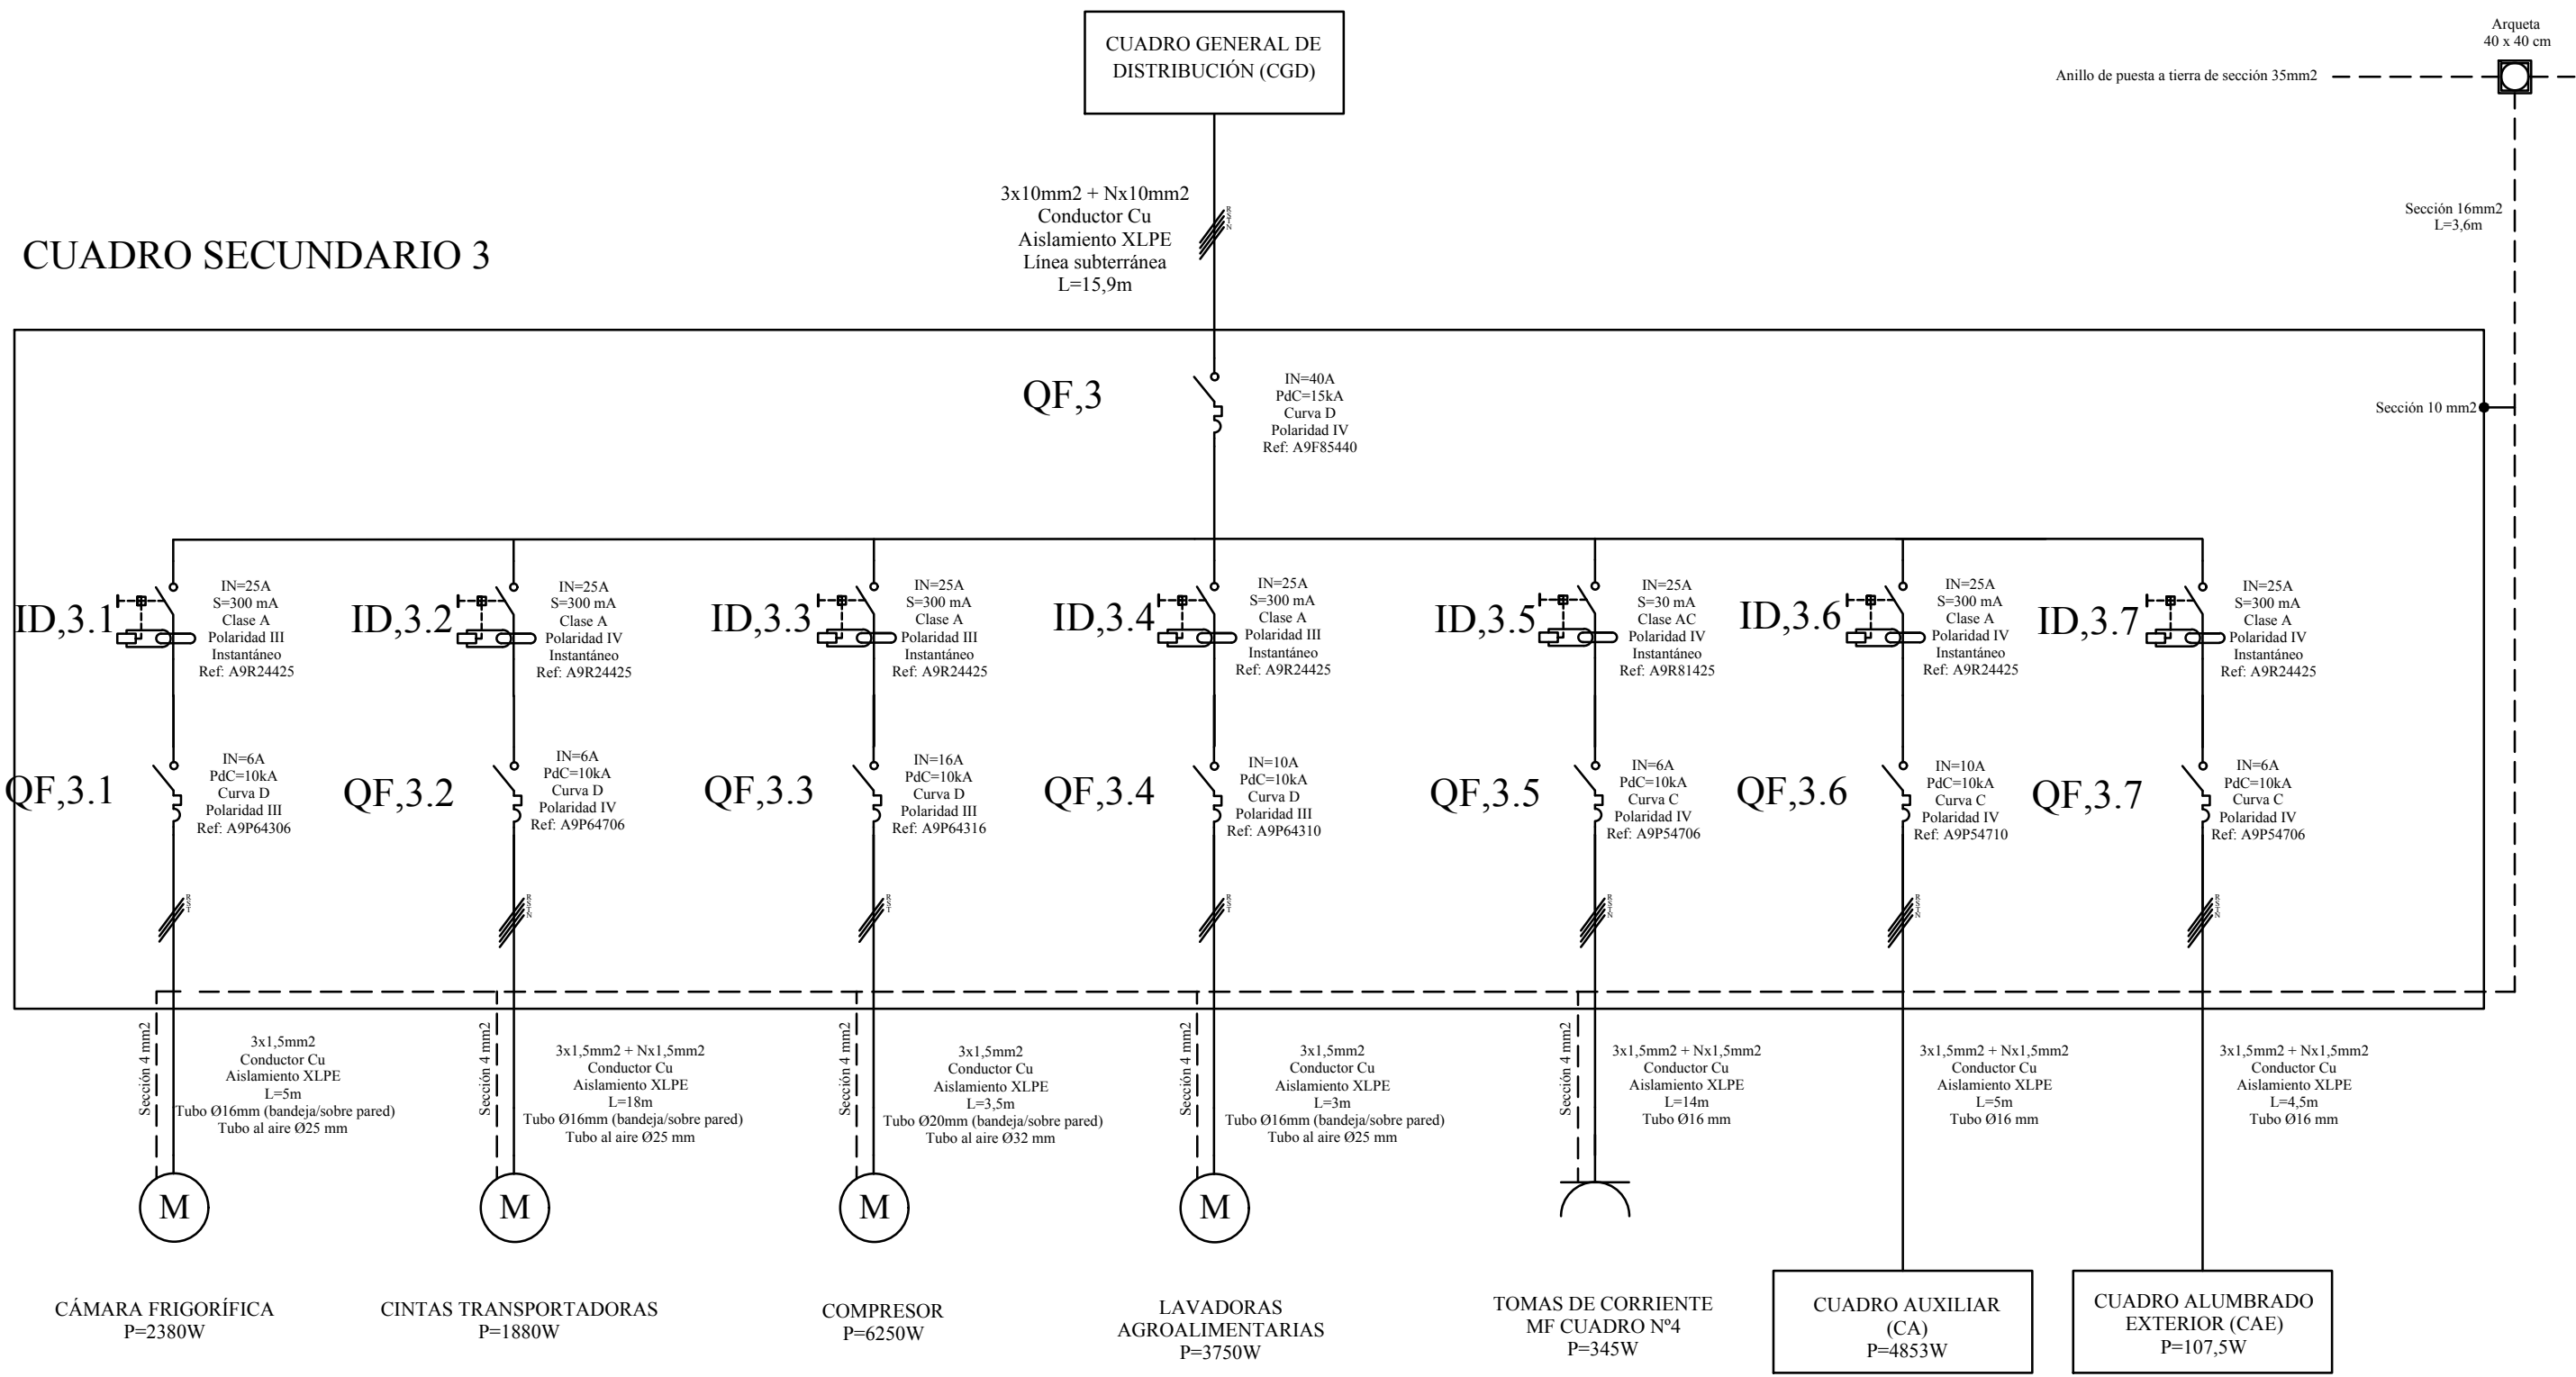 CUADRO GENERAL DE
DISTRIBUCIÓN (CGD)
Arqueta
40 x 40 cm
Anillo de puesta a tierra de sección 35mm2
3x10mm2 + Nx10mm2
Conductor Cu
Aislamiento XLPE
Línea subterránea
L=15,9m
Sección 16mm2
L=3,6m
CUADRO SECUNDARIO 3
QF,3
IN=40A
PdC=15kA
Curva D
Polaridad IV
Ref: A9F85440
Sección 10 mm2
ID,3.1
IN=25A
S=300 mA
Clase A
Polaridad III
Instantáneo
Ref: A9R24425
ID,3.2
IN=25A
S=300 mA
Clase A
Polaridad IV
Instantáneo
Ref: A9R24425
ID,3.3
IN=25A
S=300 mA
Clase A
Polaridad III
Instantáneo
Ref: A9R24425
ID,3.4
IN=25A
S=300 mA
Clase A
Polaridad III
Instantáneo
Ref: A9R24425
ID,3.5
IN=25A
S=30 mA
Clase AC
Polaridad IV
Instantáneo
Ref: A9R81425
ID,3.6
IN=25A
S=300 mA
Clase A
Polaridad IV
Instantáneo
Ref: A9R24425
ID,3.7
IN=25A
S=300 mA
Clase A
Polaridad IV
Instantáneo
Ref: A9R24425
QF,3.1
IN=6A
PdC=10kA
Curva D
Polaridad III
Ref: A9P64306
QF,3.2
IN=6A
PdC=10kA
Curva D
Polaridad IV
Ref: A9P64706
QF,3.3
IN=16A
PdC=10kA
Curva D
Polaridad III
Ref: A9P64316
QF,3.4
IN=10A
PdC=10kA
Curva D
Polaridad III
Ref: A9P64310
QF,3.5
IN=6A
PdC=10kA
Curva C
Polaridad IV
Ref: A9P54706
QF,3.6
IN=10A
PdC=10kA
Curva C
Polaridad IV
Ref: A9P54710
QF,3.7
IN=6A
PdC=10kA
Curva C
Polaridad IV
Ref: A9P54706
Sección 4 mm2
3x1,5mm2
Conductor Cu
Aislamiento XLPE
L=5m
Tubo Ø16mm (bandeja/sobre pared)
Tubo al aire Ø25 mm
Sección 4 mm2
3x1,5mm2 + Nx1,5mm2
Conductor Cu
Aislamiento XLPE
L=18m
Tubo Ø16mm (bandeja/sobre pared)
Tubo al aire Ø25 mm
Sección 4 mm2
3x1,5mm2
Conductor Cu
Aislamiento XLPE
L=3,5m
Tubo Ø20mm (bandeja/sobre pared)
Tubo al aire Ø32 mm
Sección 4 mm2
3x1,5mm2
Conductor Cu
Aislamiento XLPE
L=3m
Tubo Ø16mm (bandeja/sobre pared)
Tubo al aire Ø25 mm
Sección 4 mm2
3x1,5mm2 + Nx1,5mm2
Conductor Cu
Aislamiento XLPE
L=14m
Tubo Ø16 mm
3x1,5mm2 + Nx1,5mm2
Conductor Cu
Aislamiento XLPE
L=5m
Tubo Ø16 mm
3x1,5mm2 + Nx1,5mm2
Conductor Cu
Aislamiento XLPE
L=4,5m
Tubo Ø16 mm
M
M
M
M
CÁMARA FRIGORÍFICA
P=2380W
CINTAS TRANSPORTADORAS
P=1880W
COMPRESOR
P=6250W
LAVADORAS
AGROALIMENTARIAS
P=3750W
TOMAS DE CORRIENTE
MF CUADRO Nº4
P=345W
CUADRO AUXILIAR
(CA)
P=4853W
CUADRO ALUMBRADO
EXTERIOR (CAE)
P=107,5W